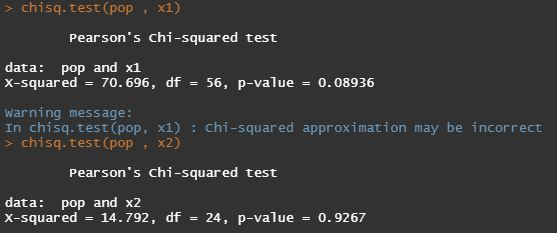 > chisq.test(pop , x1)
Pearson's Chi-squared test
data: pop and x1
X-squared = 70.696, df = 56, p-value = 0.08936
Warning message:
In chisq.test(pop, x1) : Chi-squared approximation may be incorrect
> chisq.test(pop , x2)
Pearson's Chi-squared test
data: pop and x2
X-squared = 14.792, df = 24, p-value = 0.9267